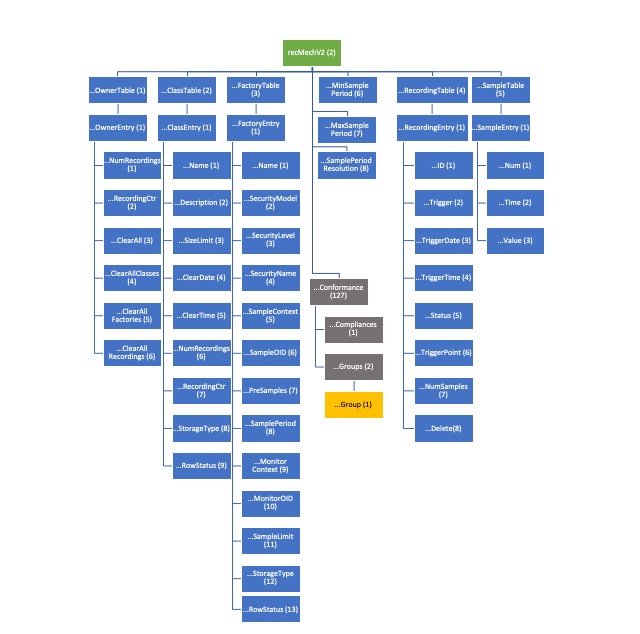 recMechV2 (2)
...OwnerTable (1)
...ClassTable (2)
...FactoryTable
(3)
...MinSample
Period (6)
...RecordingTable (4)
...SampleTable
(5)
...OwnerEntry (1)
...ClassEntry (1)
...FactoryEntry
(1)
...MaxSample
Period (7)
...RecordingEntry (1)
...SampleEntry (1)
...NumRecordings
(1)
...Name (1)
...Name (1)
...SamplePeriod
Resolution (8)
...ID (1)
...Num (1)
...RecordingCtr
(2)
...Description (2)
...SecurityModel
(2)
...Trigger (2)
...Time (2)
...ClearAll (3)
...SizeLimit (3)
...SecurityLevel
(3)
...TriggerDate (3)
...Value (3)
...ClearAllClasses
(4)
...ClearDate (4)
...SecurityName
(4)
...Conformance
(127)
...TriggerTime (4)
...ClearAll
Factories (5)
...ClearTime (5)
...SampleContext
(5)
...Compliances
(1)
...Status (5)
...ClearAll
Recordings (6)
...NumRecordings
(6)
...SampleOID (6)
...Groups (2)
...TriggerPoint (6)
...RecordingCtr
(7)
...PreSamples (7)
...Group (1)
...NumSamples
(7)
...StorageType (8)
...SamplePeriod
(8)
...Delete(8)
...RowStatus (9)
...Monitor
Context (9)
...MonitorOID
(10)
...SampleLimit
(11)
...StorageType
(12)
...RowStatus (13)